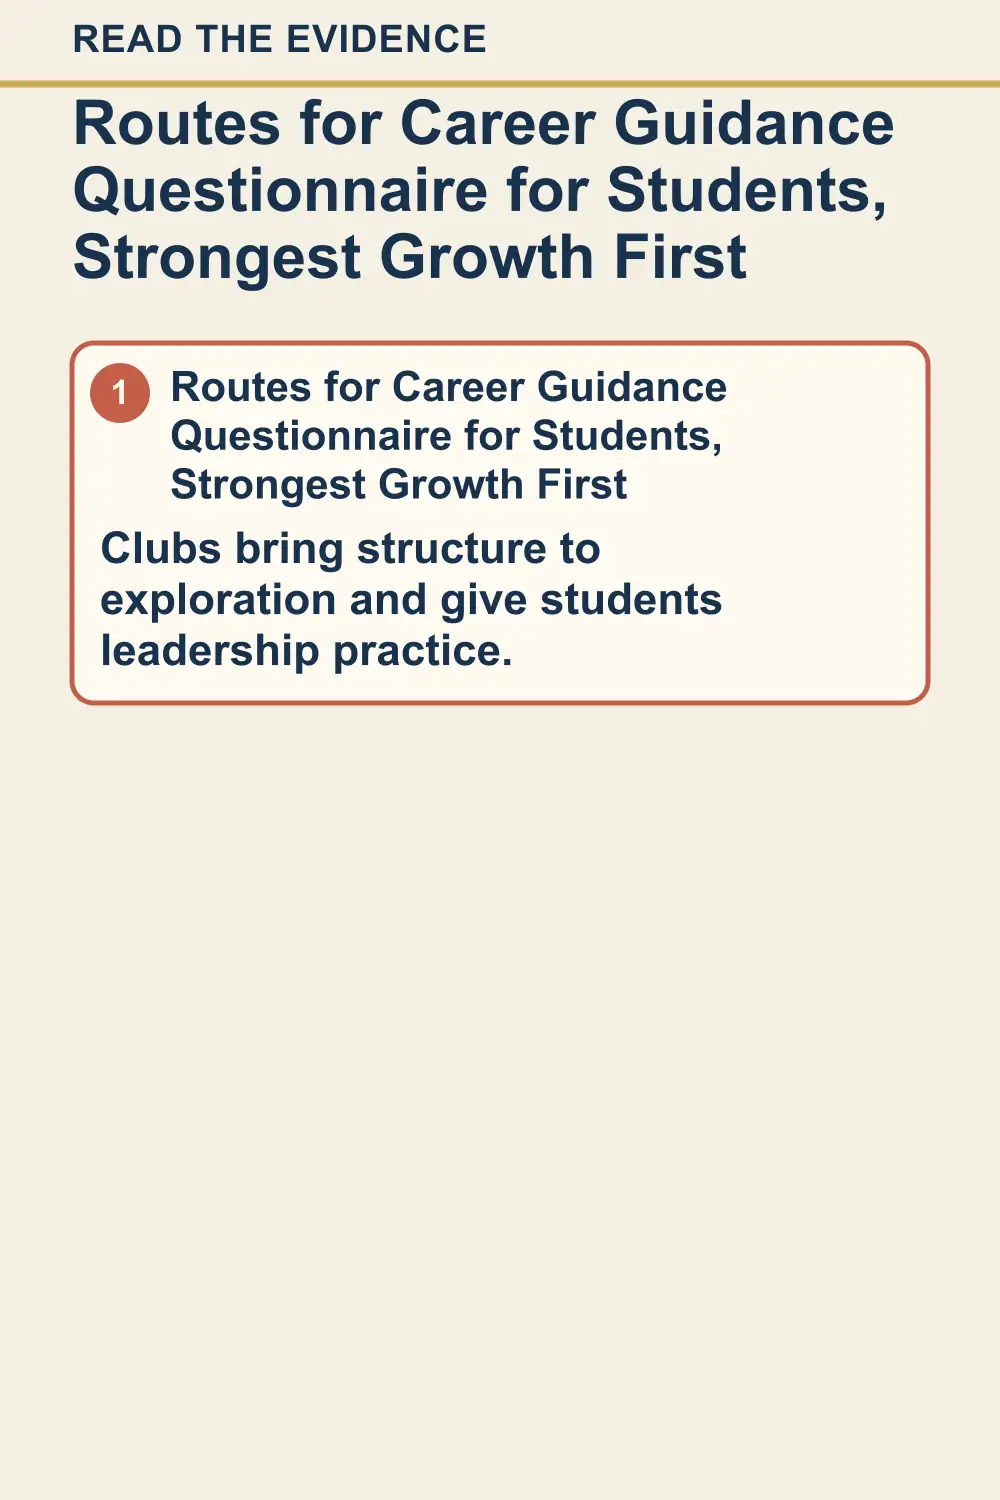 READ THE EVIDENCE
Routes for Career Guidance
Questionnaire for Students,
Strongest Growth First
1
Routes for Career Guidance
Questionnaire for Students,
Strongest Growth First
Clubs bring structure to
exploration and give students
leadership practice.